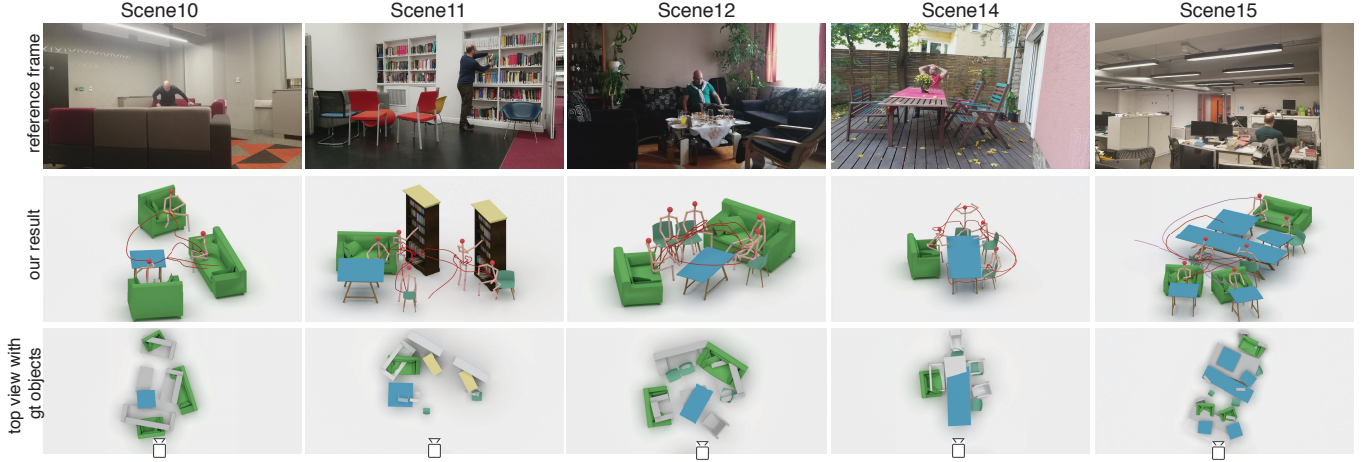 Scene10
Scene11
Scene12
Scene14
Scene15
reference frame
our result
top view with
gt objects